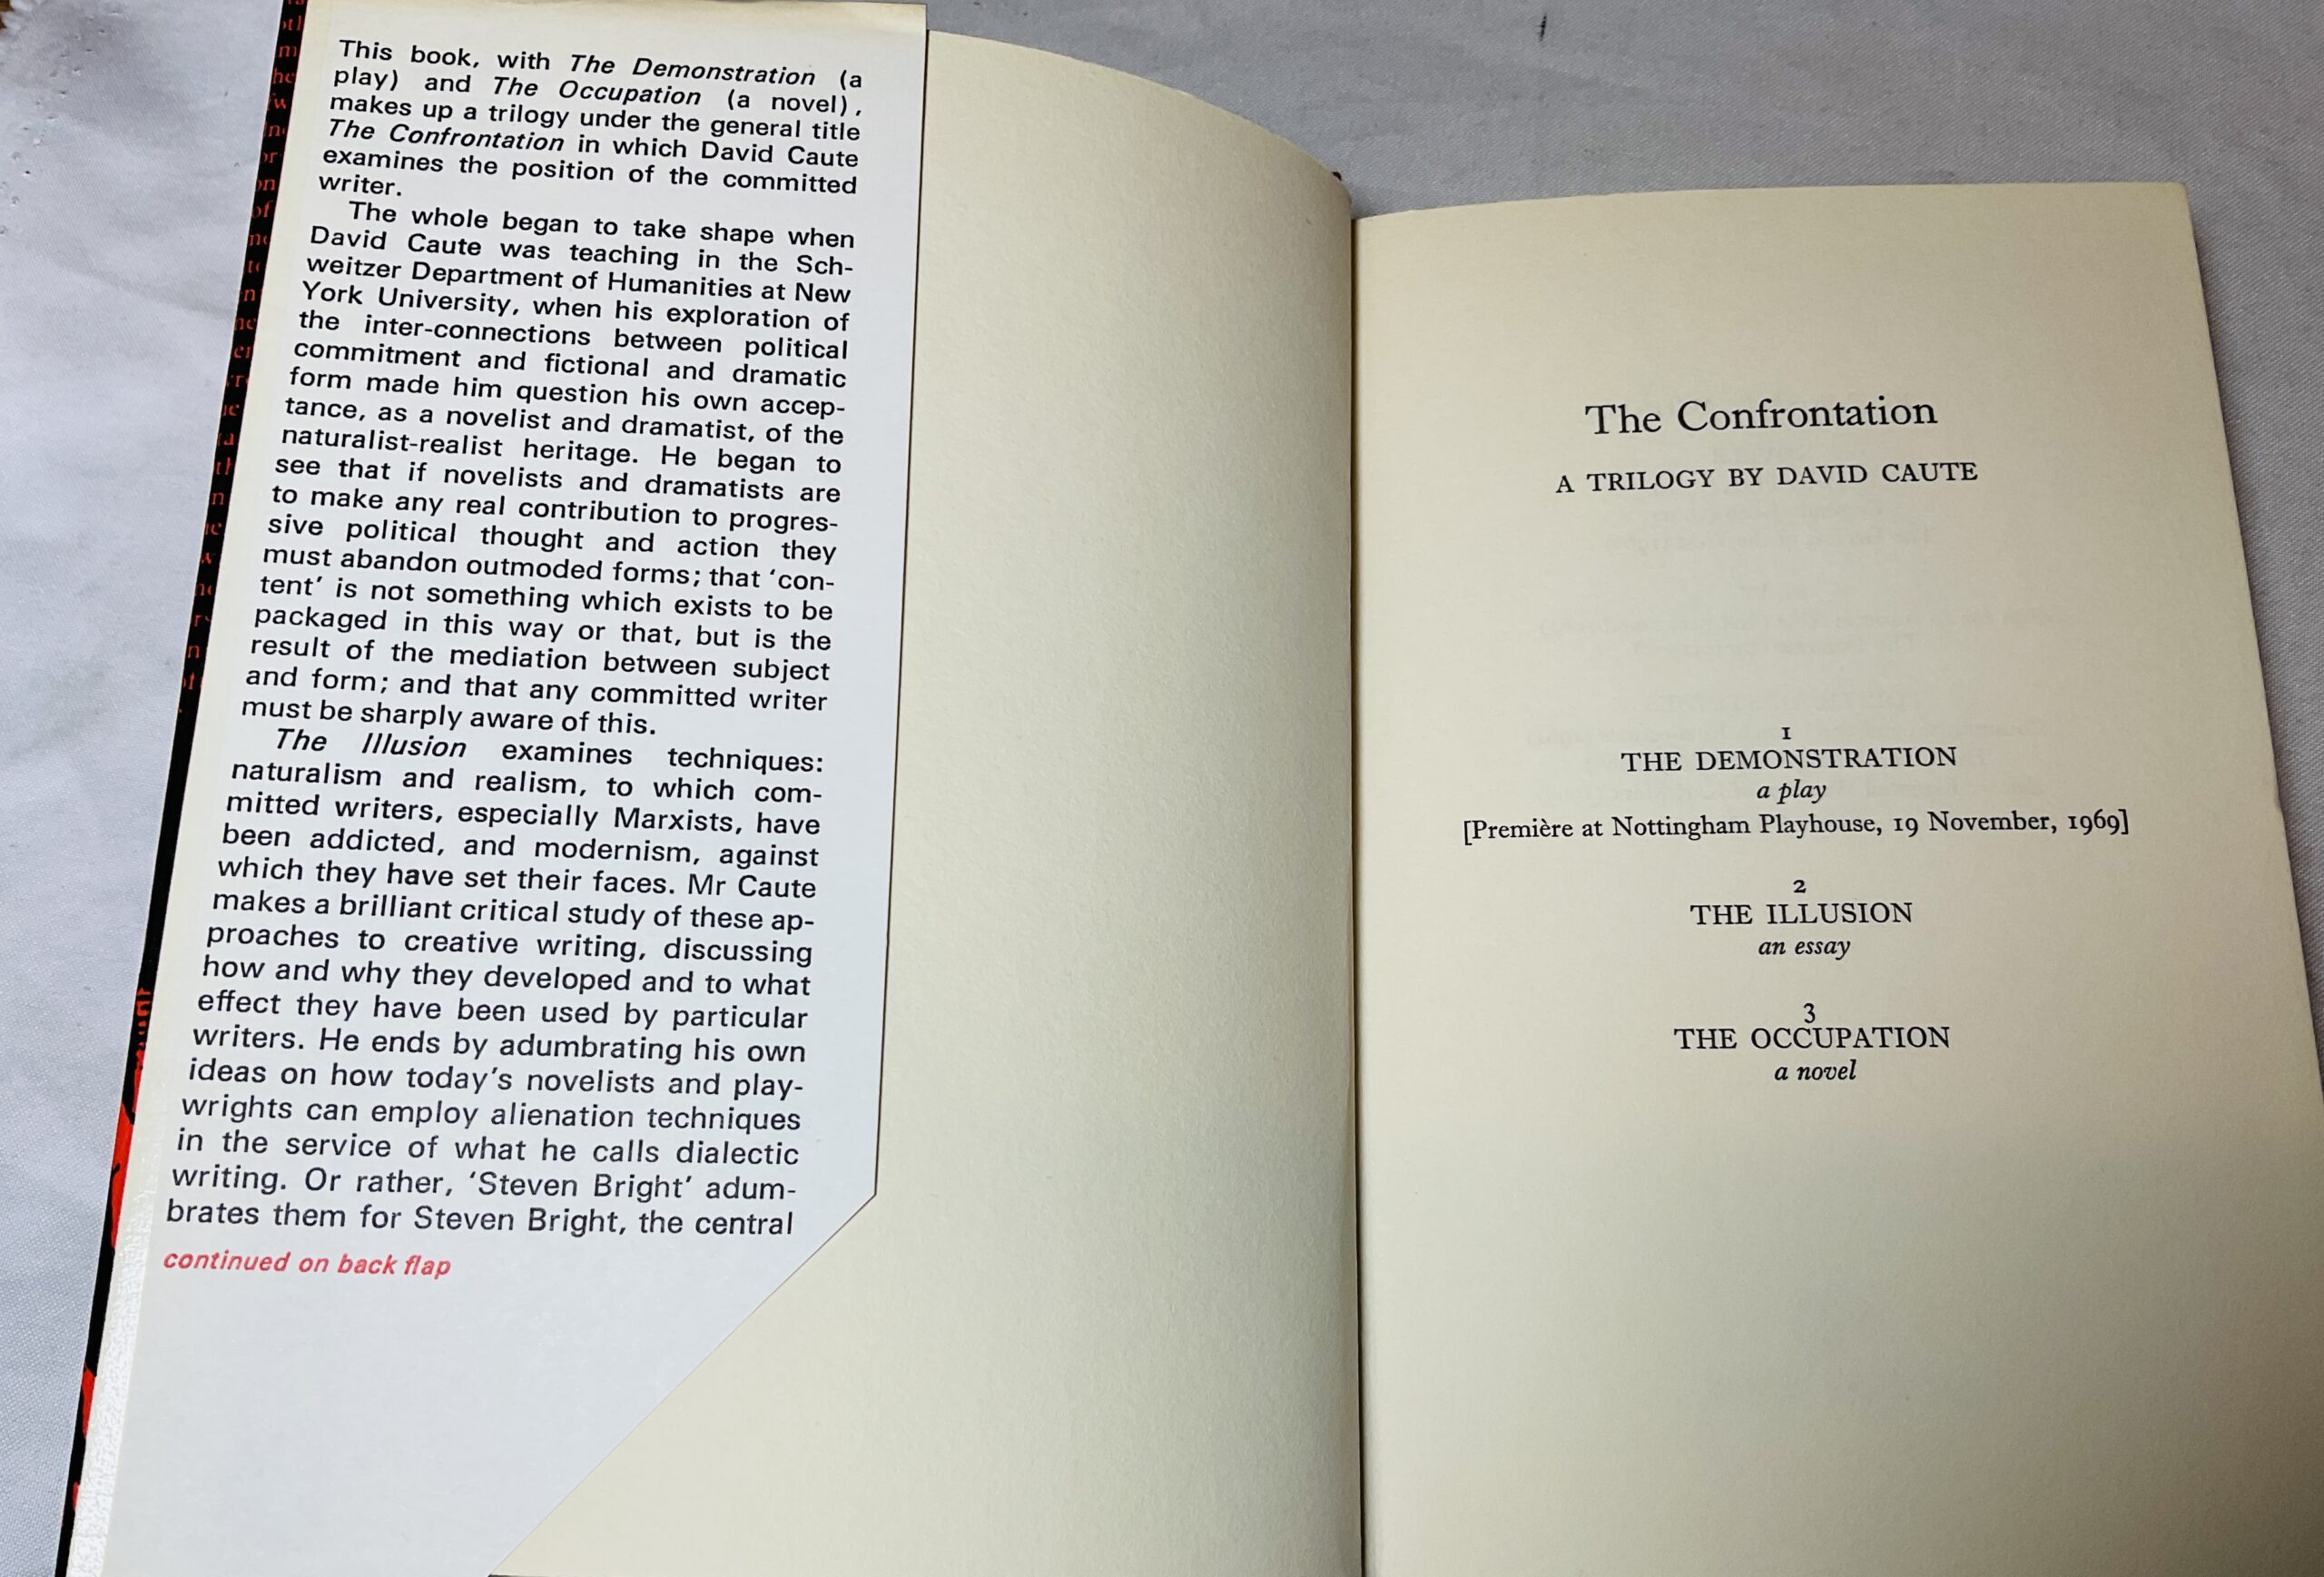 This book, with The Demonstration (a
play) and The Occupation (a novel),
makes up a trilogy under the general title
The Confrontation in which David Caute
examines the position of the committed
writer.
The whole began to take shape when
David Caute was teaching in the Sch-
weitzer Department of Humanities at New
York University, when his exploration of
the inter-connections between political
commitment and fictional and dramatic
form made him question his own accep-
tance, as a novelist and dramatist, of the
naturalist-realist heritage. He began to
see that if novelists and dramatists are
to make any real contribution to progres-
sive political thought and action they
must abandon outmoded forms; that ‘con-
tent’ is not something which exists to be
packaged in this way or that, but is the
result of the mediation between subject
and form; and that any committed writer
must be sharply aware of this.
The Illusion examines techniques:
naturalism and realism, to which com-
mitted writers, especially Marxists, have
been addicted, and modernism, against
which they have set their faces. Mr Caute
makes a brilliant critical study of these ap-
proaches to creative writing, discussing
how and why they developed and to what
effect they have been used by particular
writers. He ends by adumbrating his own
ideas on how today’s novelists and play-
wrights can employ alienation techniques
in the service of what he calls dialectic
writing. Or rather, ‘Steven Bright’ adum-
brates them for Steven Bright, the central
continued on back flap
The Confrontation
A TRILOGY BY DAVID CAUTE
1
THE DEMONSTRATION
a play
[Première at Nottingham Playhouse, 19 November, 1969]
2
THE ILLUSION
an essay
3
THE OCCUPATION
a novel